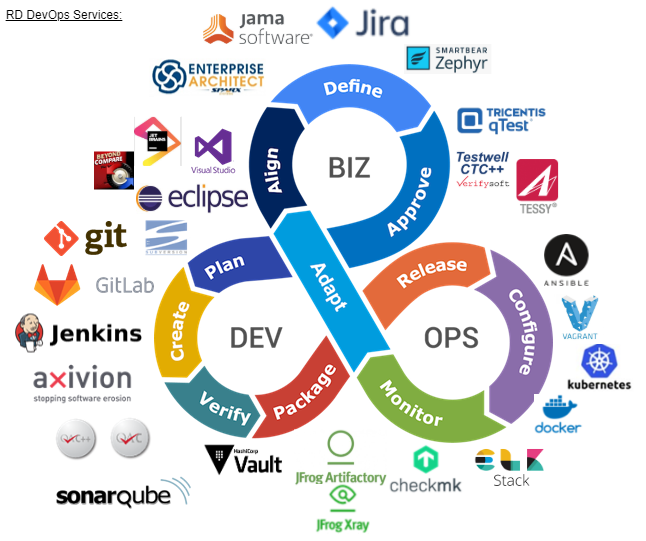 RD DevOps Services:
jama
software®
Jira
SMARTBEAR
Zephyr
ENTERPRISE
ARCHITECT
SPARX
Define
TRICENTIS
qTest
JET
BRAINS
BEYOND
COMPARE
Visual Studio
BIZ
Align
Approve
Testwell
CTC++
Verifysoft
TESSY®
eclipse
git
SUBVERSION
Plan
Adapt
Release
ANSIBLE
GitLab
Create
DEV
OPS
Configure
VAGRANT
Jenkins
kubernetes
axivion
stopping software erosion
Verify
Package
Monitor
docker
HashiCorp
Vault
JFrog Artifactory
checkmk
ELK
Stack
sonarqube
JFrog Xray